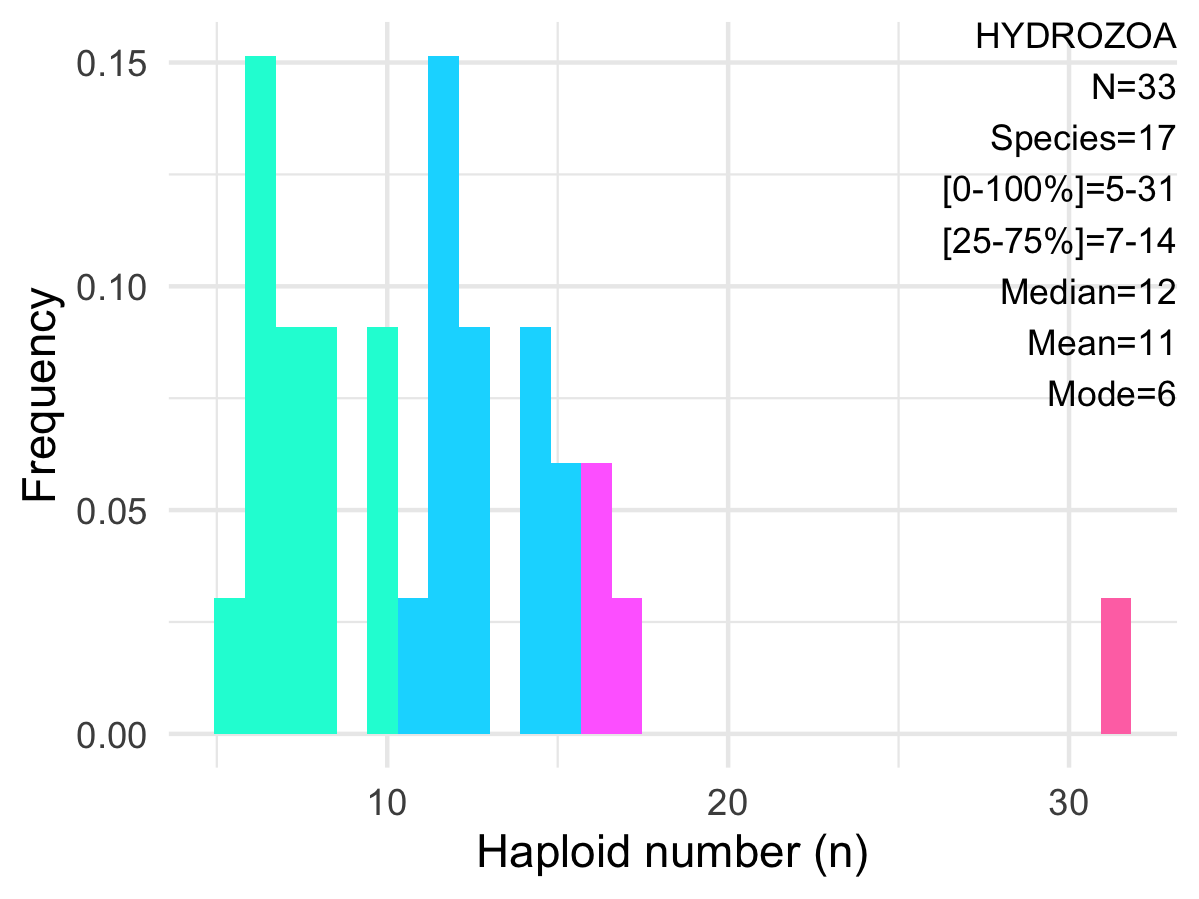 HYDROZOA
N=33
Species=17
[0-100%]=5-31
[25-75%]=7-14
Median=12
Mean=11
Mode=6
Frequency
0.15
0.10
0.05
0.00
10 20 30
Haploid number (n)